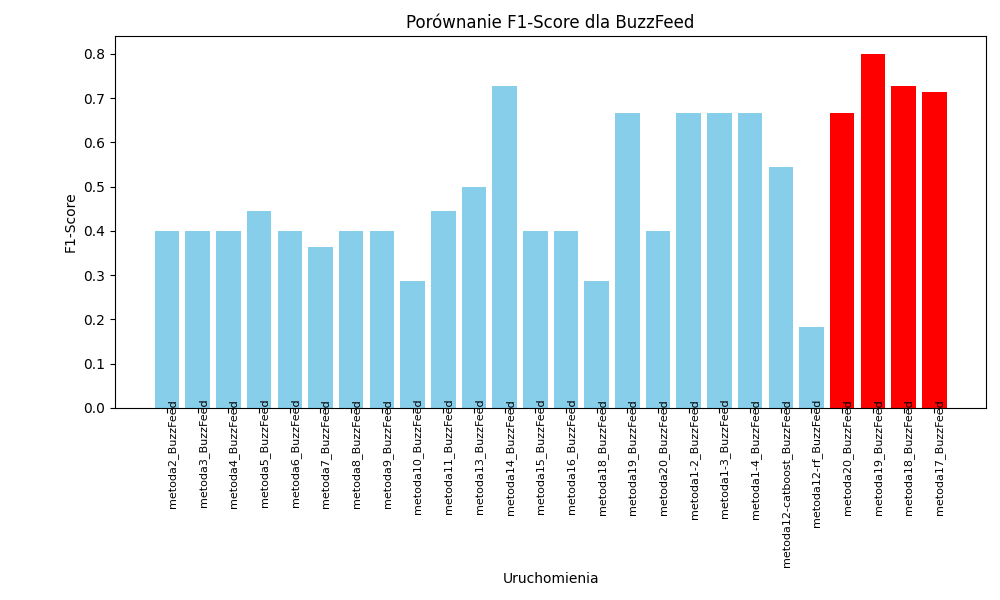 Porównanie F1-Score dla BuzzFeed
F1-Score
0.8
0.7
0.6
0.5
0.4
0.3
0.2
0.1
0.0
metoda2_BuzzFeed
metoda3_BuzzFeed
metoda4_BuzzFeed
metoda5_BuzzFeed
metoda6_BuzzFeed
metoda7_BuzzFeed
metoda8_BuzzFeed
metoda9_BuzzFeed
metoda10_BuzzFeed
metoda11_BuzzFeed
metoda13_BuzzFeed
metoda14_BuzzFeed
metoda15_BuzzFeed
metoda16_BuzzFeed
metoda18_BuzzFeed
metoda19_BuzzFeed
metoda20_BuzzFeed
metoda1-2_BuzzFeed
metoda1-3_BuzzFeed
metoda1-4_BuzzFeed
metoda12-catboost_BuzzFeed
metoda12-rf_BuzzFeed
metoda20_BuzzFeed
metoda19_BuzzFeed
metoda18_BuzzFeed
metoda17_BuzzFeed
Uruchomienia